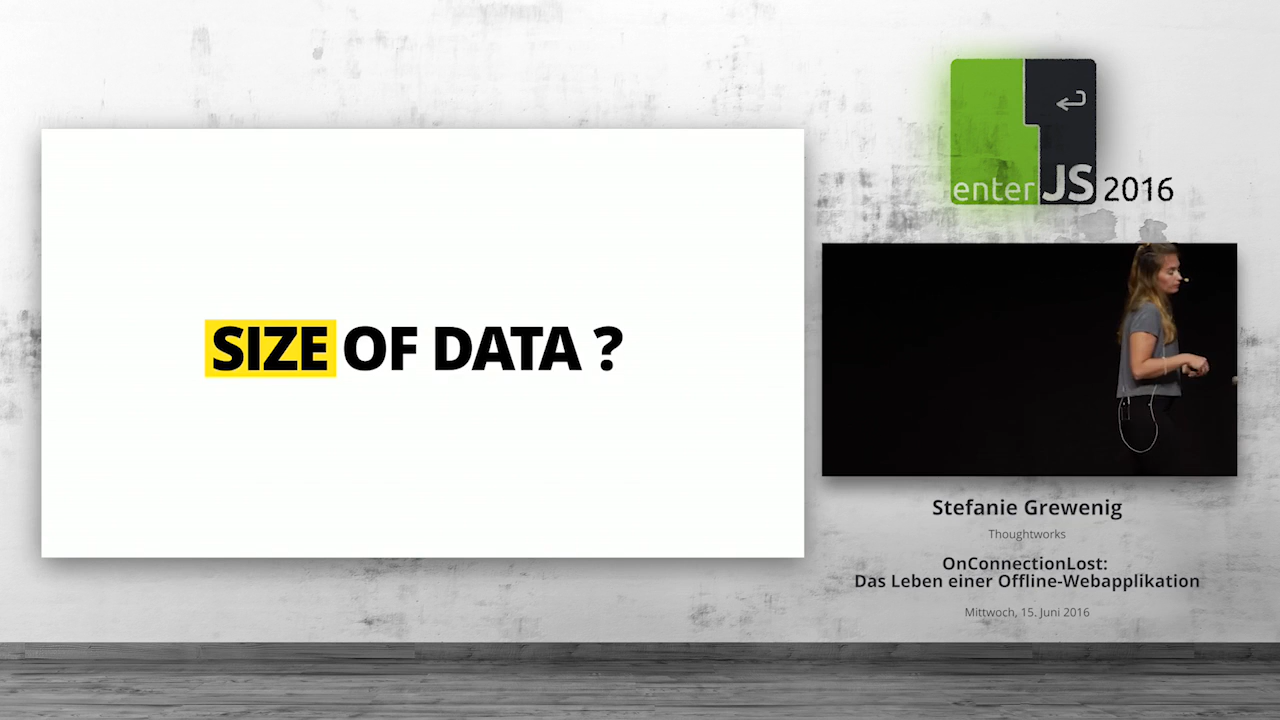 SIZE OF DATA ?
enter JS 2016
Stefanie Grewenig
Thoughtworks
OnConnectionLost:
Das Leben einer Offline-Webapplikation
Mittwoch, 15. Juni 2016